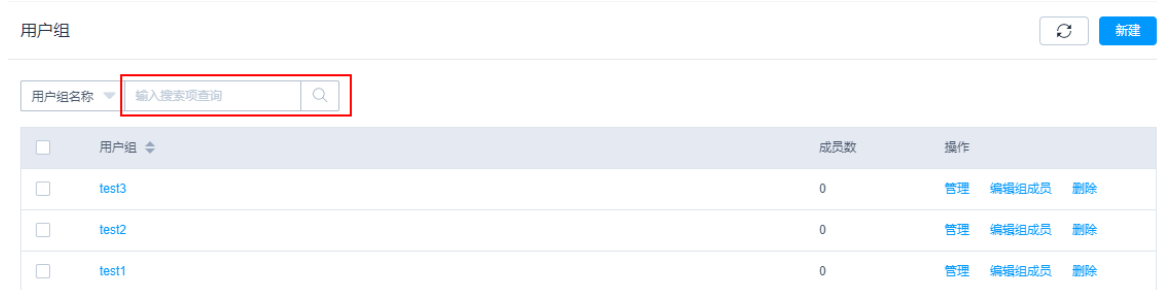 用户组 新建
用户组名称 输入搜索项查询
用户组 成员数 操作
test3 0 管理 编辑组成员 删除
test2 0 管理 编辑组成员 删除
test1 0 管理 编辑组成员 删除